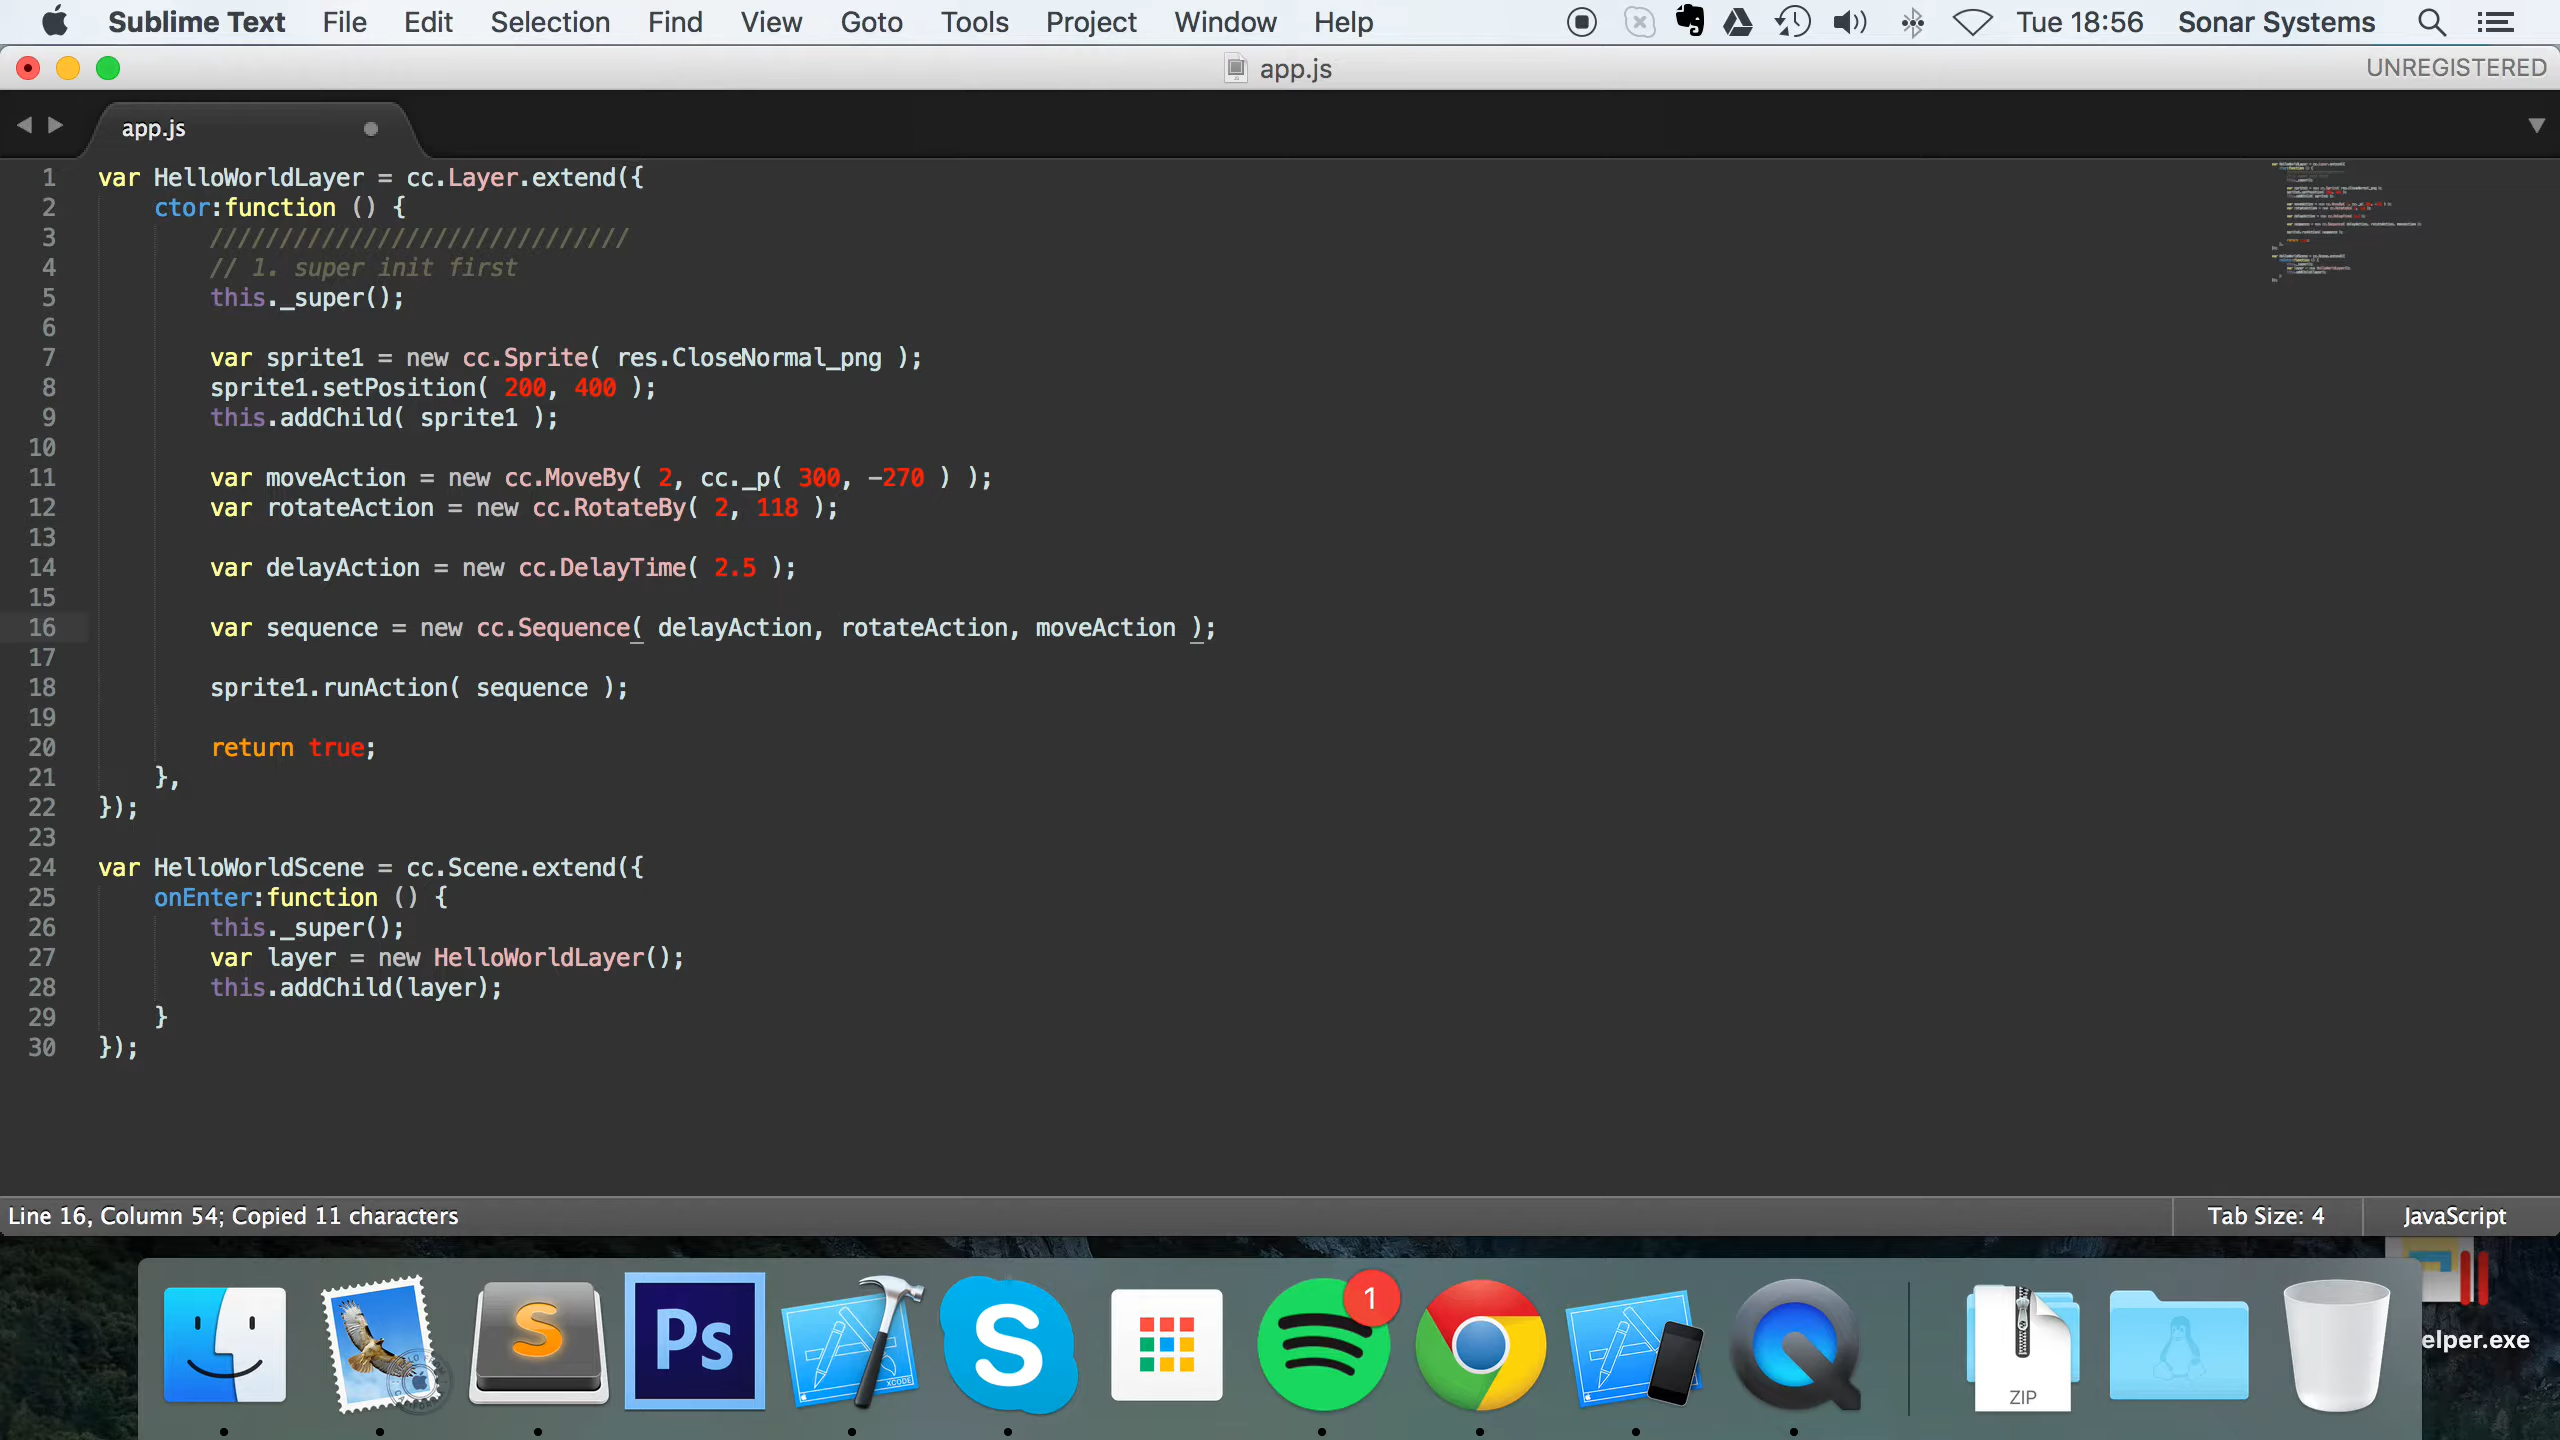 Sublime Text File Edit Selection Find View Goto Tools Project Window Help Tue 18:56 Sonar Systems
app.js UNREGISTERED
app.js
1 var HelloWorldLayer = cc.Layer.extend({
2 ctor:function () {
3 //////////////////////////////
4 // 1. super init first
5 this._super();
6
7 var sprite1 = new cc.Sprite( res.CloseNormal_png );
8 sprite1.setPosition( 200, 400 );
9 this.addChild( sprite1 );
10
11 var moveAction = new cc.MoveBy( 2, cc._p( 300, -270 ) );
12 var rotateAction = new cc.RotateBy( 2, 118 );
13
14 var delayAction = new cc.DelayTime( 2.5 );
15
16 var sequence = new cc.Sequence( delayAction, rotateAction, moveAction );
17
18 sprite1.runAction( sequence );
19
20 return true;
21 },
22 });
23
24 var HelloWorldScene = cc.Scene.extend({
25 onEnter:function () {
26 this._super();
27 var layer = new HelloWorldLayer();
28 this.addChild(layer);
29 }
30 });
Line 16, Column 54; Copied 11 characters Tab Size: 4 JavaScript
S
Ps
XCODE
S
1
ZIP
elper.exe